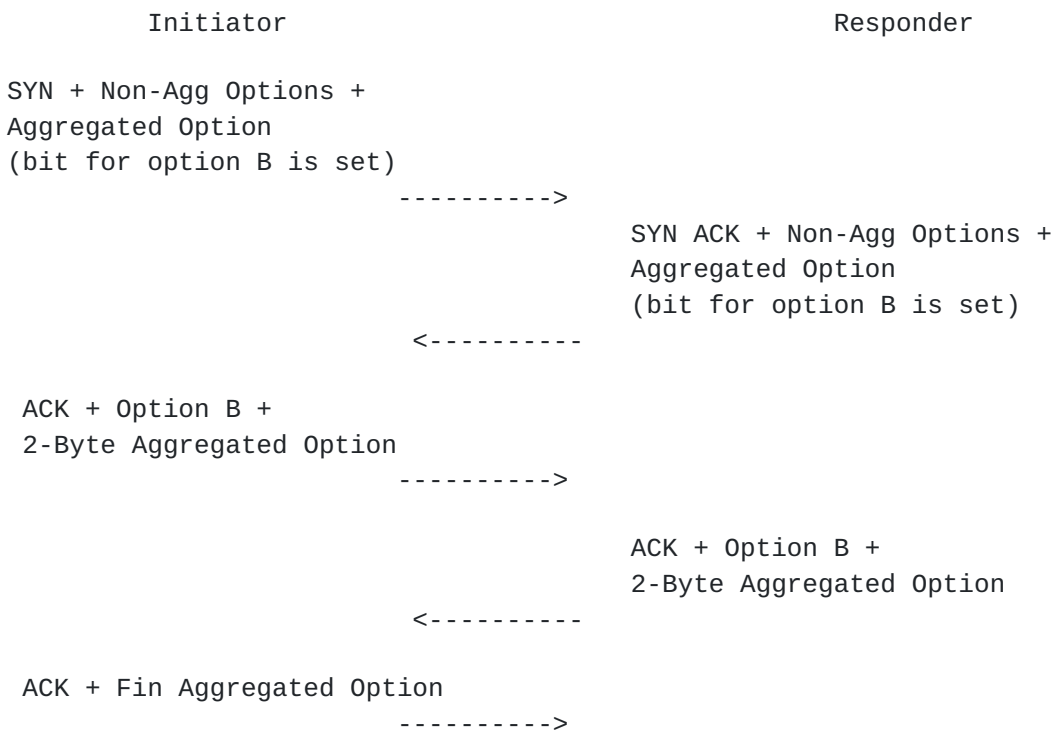 Initiator Responder
SYN + Non-Agg Options +
Aggregated Option
(bit for option B is set)
---------->
SYN ACK + Non-Agg Options +
Aggregated Option
(bit for option B is set)
<----------
ACK + Option B +
2-Byte Aggregated Option
---------->
ACK + Option B +
2-Byte Aggregated Option
<----------
ACK + Fin Aggregated Option
---------->